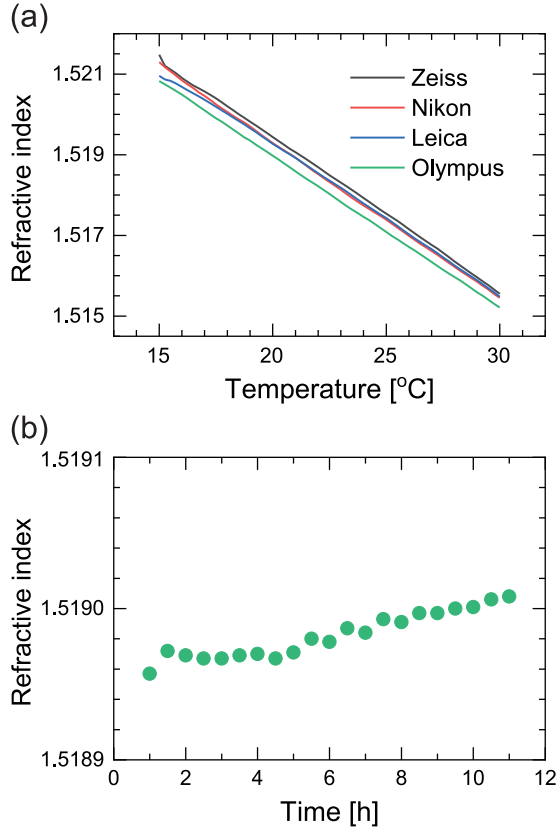 (a)
Refractive index
1.521
1.519
1.517
1.515
Zeiss
Nikon
Leica
Olympus
15 20 25 30
Temperature [°C]
(b)
Refractive index
1.5191
1.5190
1.5189
0 2 4 6 8 10 12
Time [h]